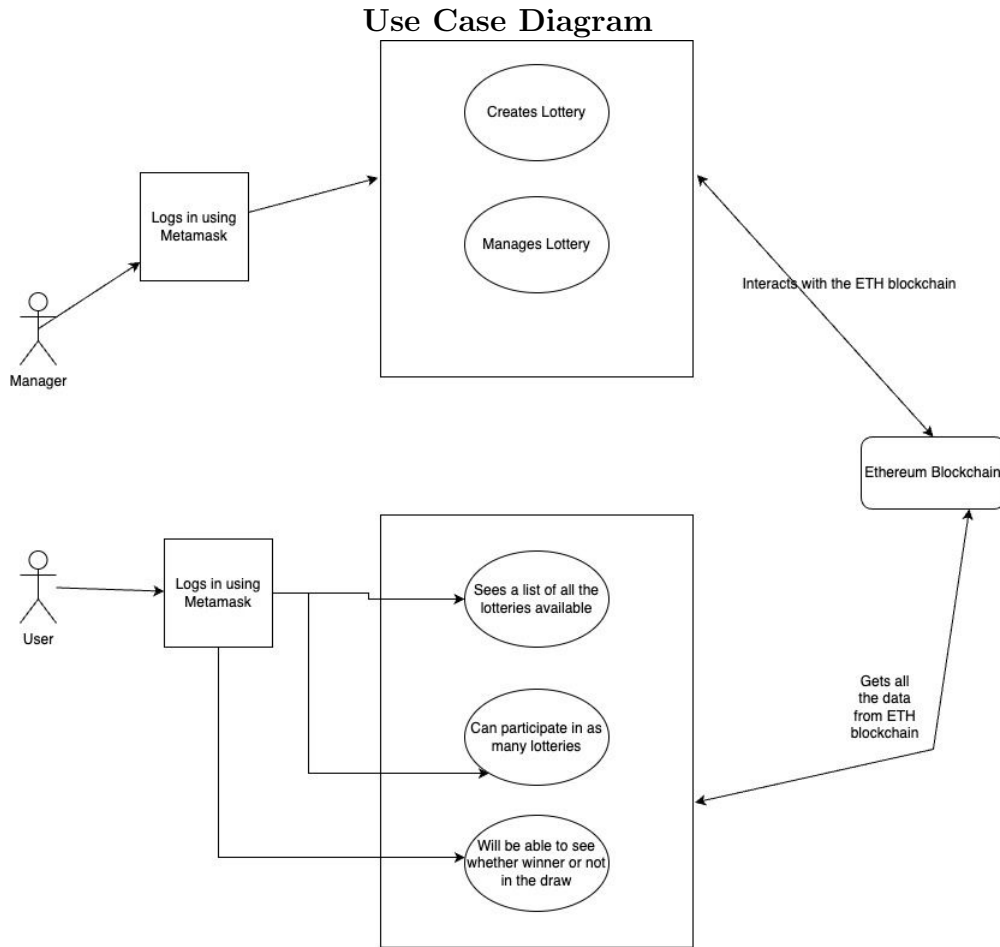 Use Case Diagram
Creates Lottery
Logs in using
Metamask
Manages Lottery
Interacts with the ETH blockchain
Manager
Ethereum Blockchain
Logs in using
Metamask
Sees a list of all the
lotteries available
User
Gets all
the data
from ETH
blockchain
Can participate in as
many lotteries
Will be able to see
whether winner or not
in the draw